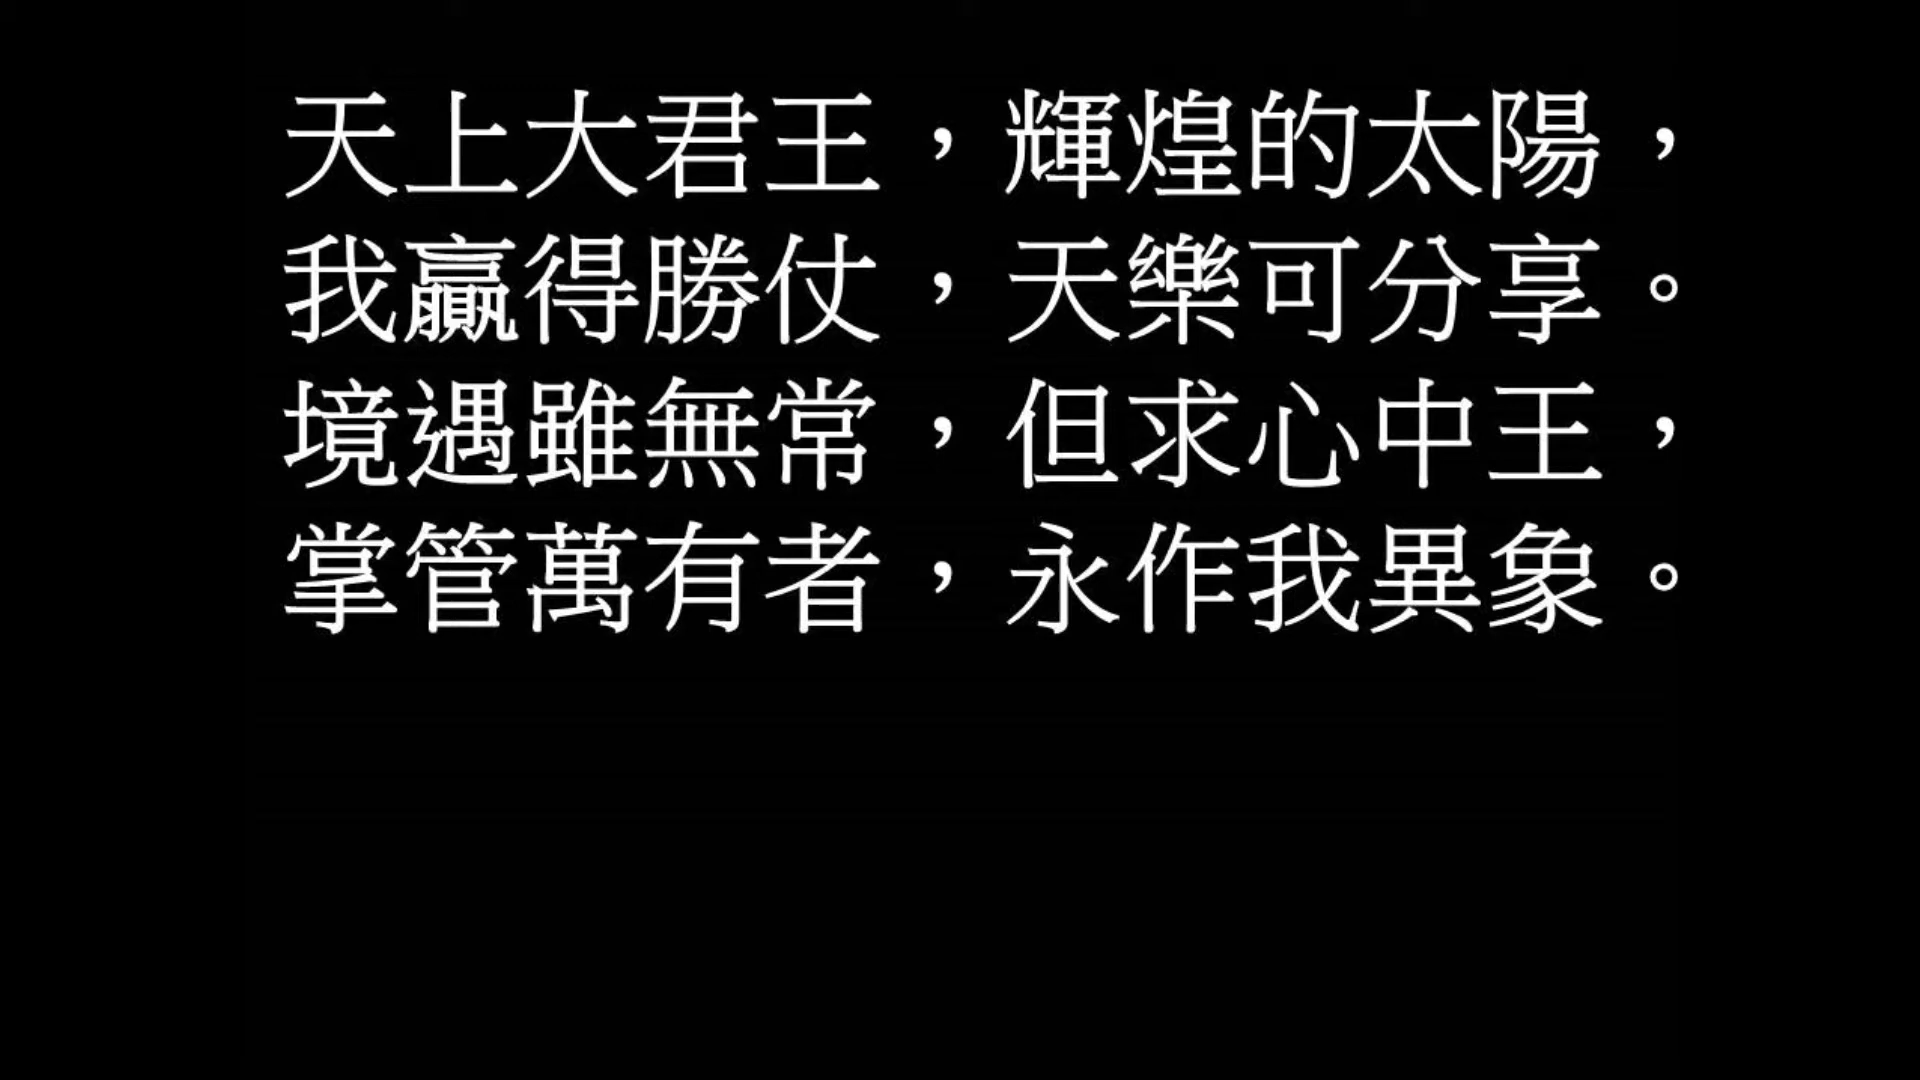 天上大君王，輝煌的太陽，
我贏得勝仗，天樂可分享。
境遇雖無常，但求心中王，
掌管萬有者，永作我異象。